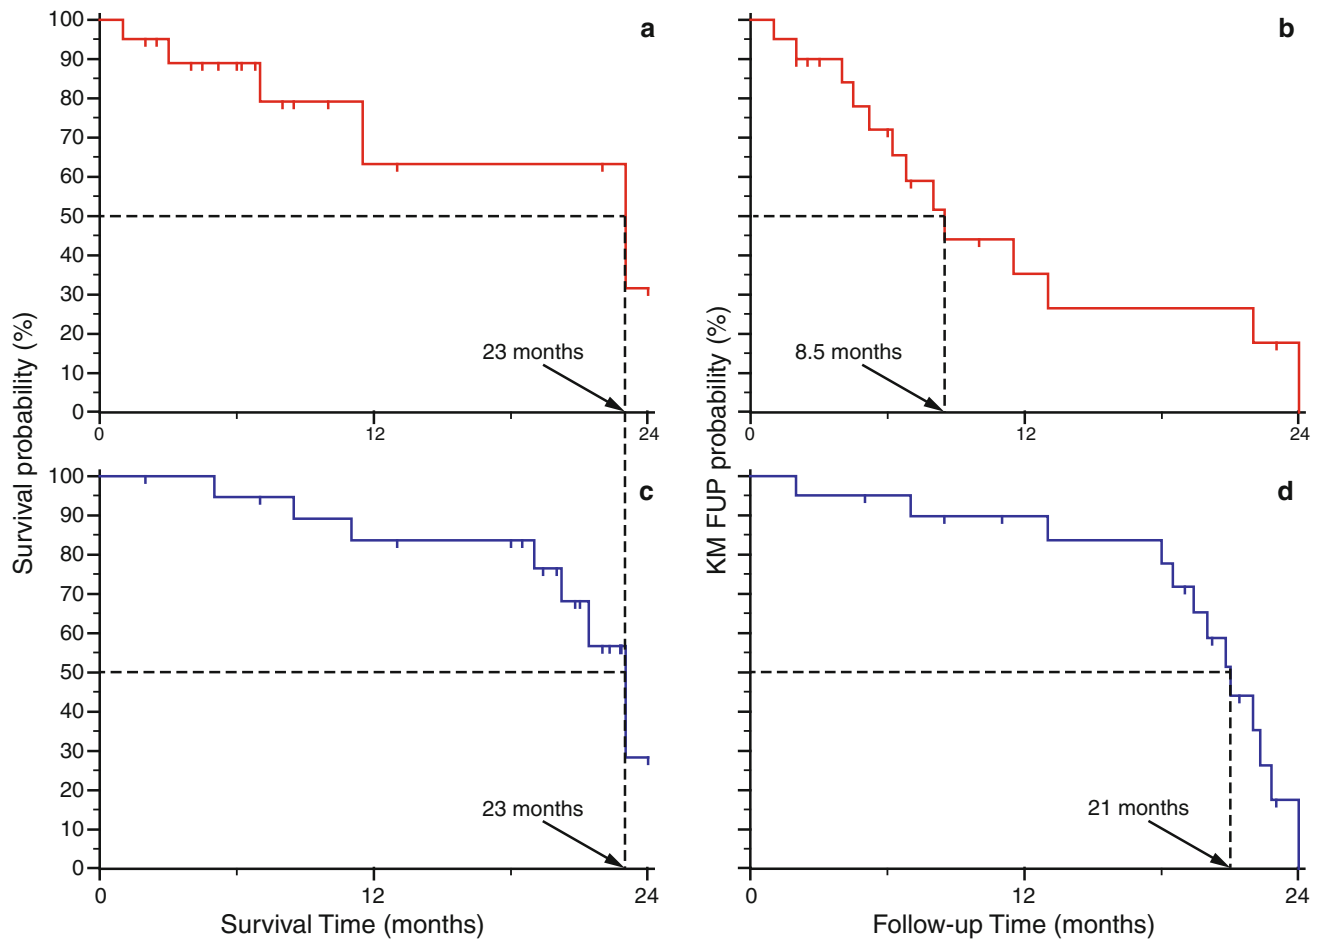 a
100
90
80
70
60
50
40
30
20
10
0
23 months
0
12
24
b
8.5 months
0
12
24
c
100
90
80
70
60
50
40
30
20
10
0
23 months
0
12
24
d
21 months
0
12
24
Survival probability (%)
KM FUP probability (%)
Survival Time (months)
Follow-up Time (months)